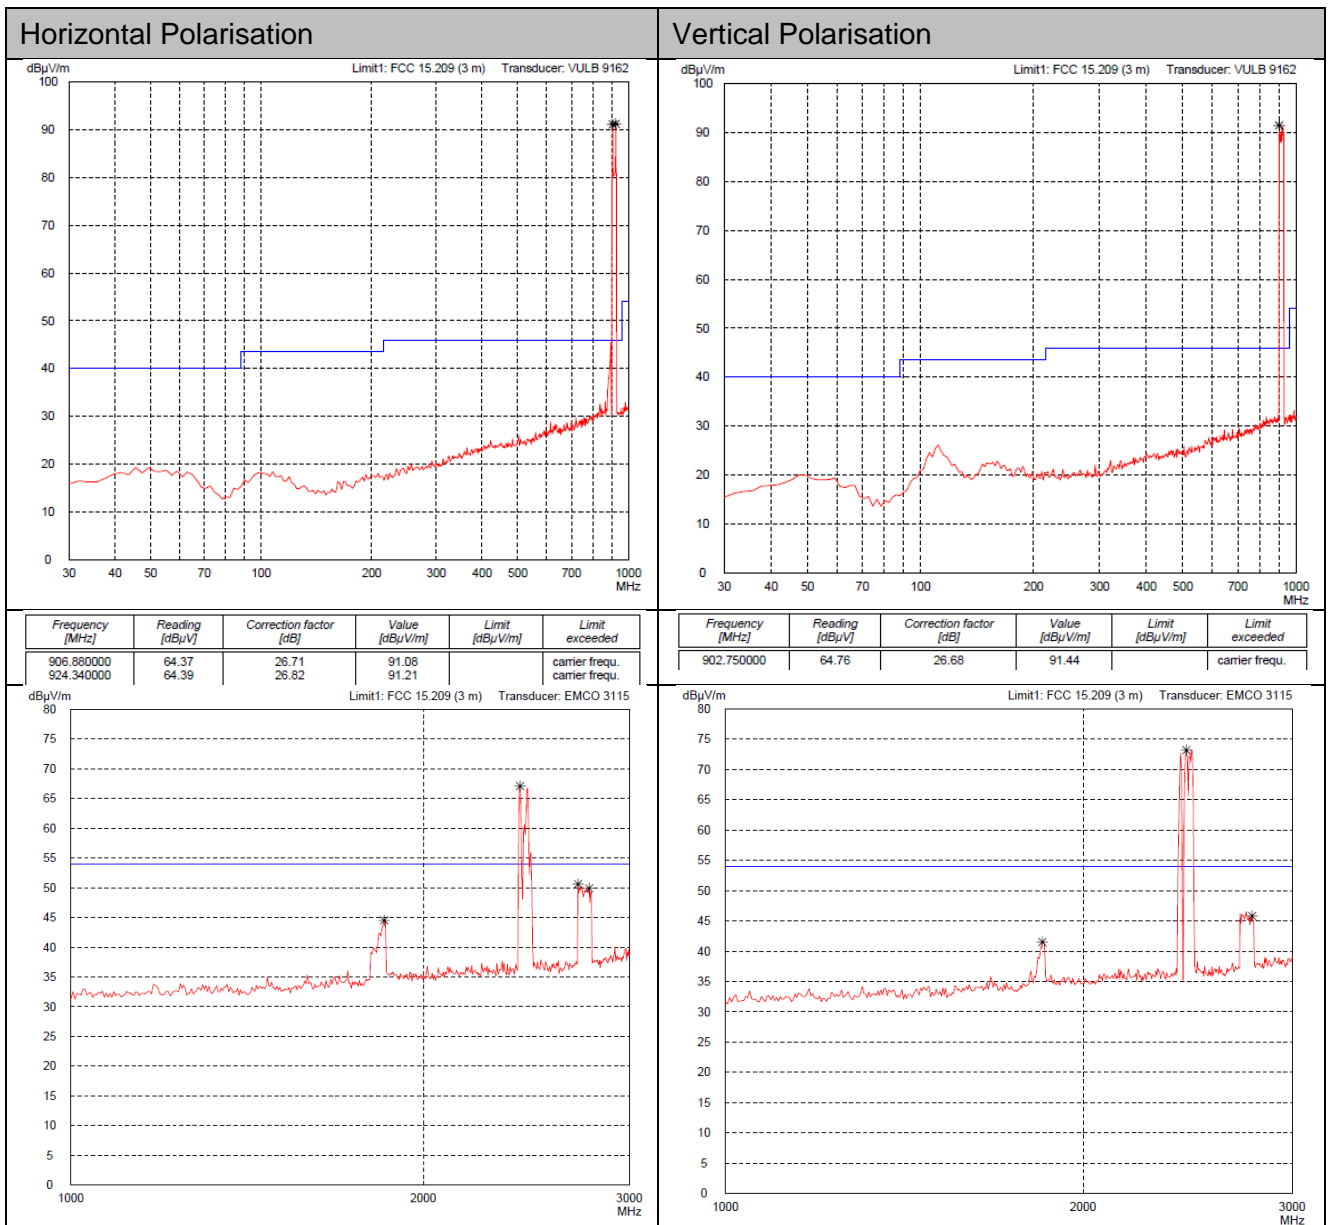 Horizontal Polarisation
Vertical Polarisation
dBµV/m Limit1: FCC 15.209 (3 m) Transducer: VULB 9162
100
90
80
70
60
50
40
30
20
10
0
30 40 50 70 100 200 300 400 500 700 1000
MHz
dBµV/m Limit1: FCC 15.209 (3 m) Transducer: VULB 9162
100
90
80
70
60
50
40
30
20
10
0
30 40 50 70 100 200 300 400 500 700 1000
MHz
Frequency [MHz] Reading [dBµV] Correction factor [dB] Value [dBµV/m] Limit [dBµV/m] Limit exceeded
906.880000 64.37 26.71 91.08 carrier frequ.
924.340000 64.39 26.82 91.21 carrier frequ.
Frequency [MHz] Reading [dBµV] Correction factor [dB] Value [dBµV/m] Limit [dBµV/m] Limit exceeded
902.750000 64.76 26.68 91.44 carrier frequ.
dBµV/m Limit1: FCC 15.209 (3 m) Transducer: EMCO 3115
80
75
70
65
60
55
50
45
40
35
30
25
20
15
10
5
0
1000 2000 3000
MHz
dBµV/m Limit1: FCC 15.209 (3 m) Transducer: EMCO 3115
80
75
70
65
60
55
50
45
40
35
30
25
20
15
10
5
0
1000 2000 3000
MHz